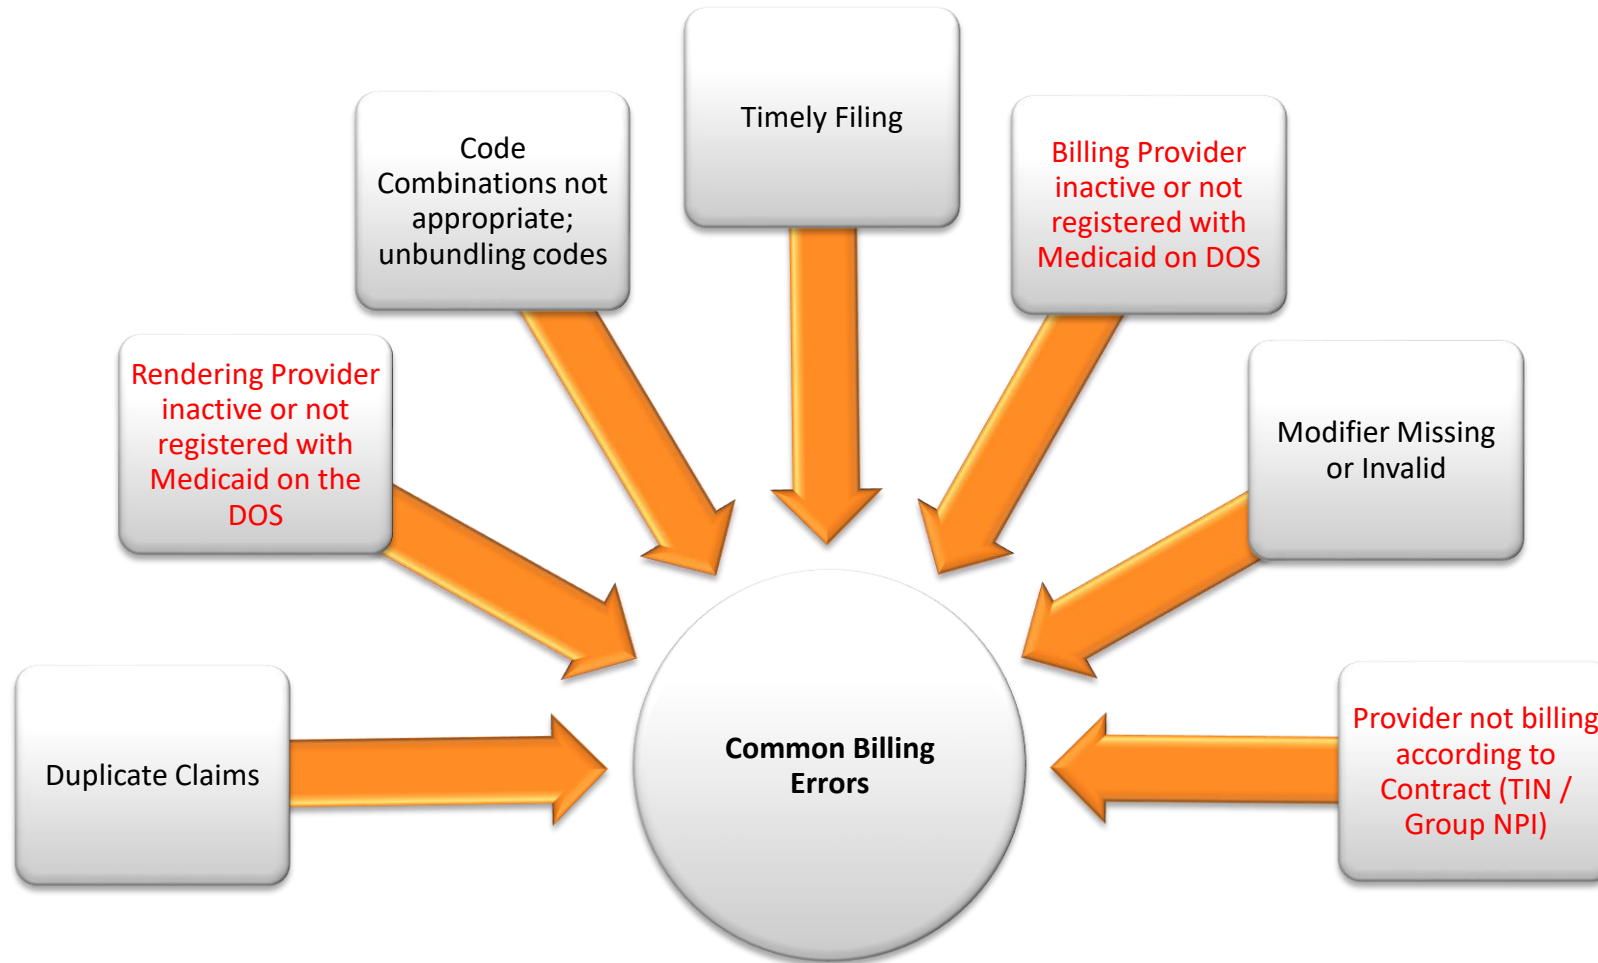 Timely Filing
Code
Combinations not
appropriate;
unbundling codes
Billing Provider
inactive or not
registered with
Medicaid on DOS
Rendering Provider
inactive or not
registered with
Medicaid on the
DOS
Modifier Missing
or Invalid
Duplicate Claims
Common Billing
Errors
Provider not billing
according to
Contract (TIN /
Group NPI)